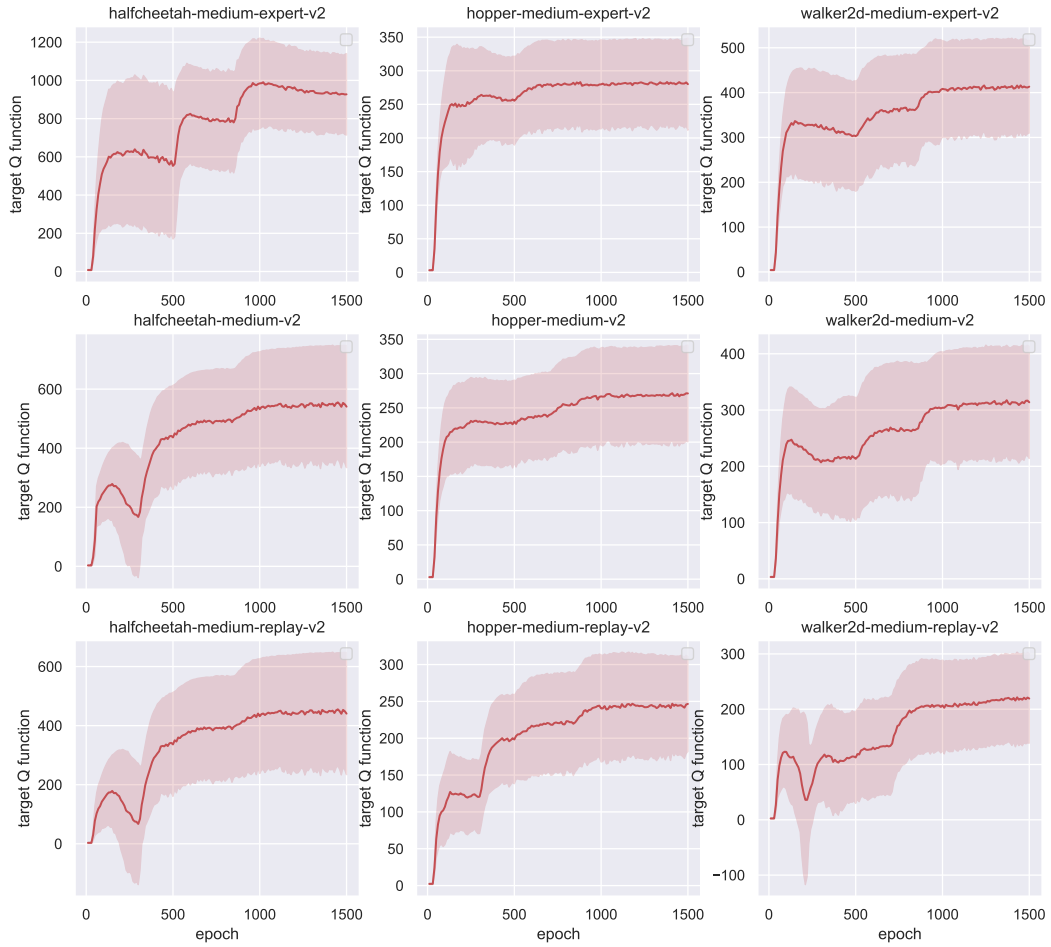 halfcheetah-medium-expert-v2
hopper-medium-expert-v2
walker2d-medium-expert-v2
target Q function
1200
1000
800
600
400
200
0
0 500 1000 1500
target Q function
350
300
250
200
150
100
50
0
0 500 1000 1500
target Q function
500
400
300
200
100
0
0 500 1000 1500
halfcheetah-medium-v2
hopper-medium-v2
walker2d-medium-v2
target Q function
600
400
200
0
0 500 1000 1500
target Q function
350
300
250
200
150
100
50
0
0 500 1000 1500
target Q function
400
300
200
100
0
0 500 1000 1500
halfcheetah-medium-replay-v2
hopper-medium-replay-v2
walker2d-medium-replay-v2
target Q function
600
400
200
0
0 500 1000 1500
epoch
target Q function
300
250
200
150
100
50
0
0 500 1000 1500
epoch
target Q function
300
200
100
0
−100
0 500 1000 1500
epoch